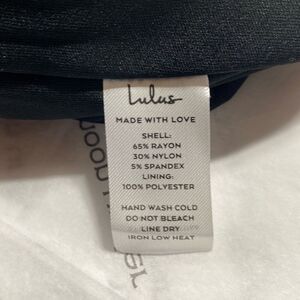 Lulus
MADE WITH LOVE
SHELL:
65% RAYON
30% NYLON
5% SPANDEX
LINING:
100% POLYESTER
HAND WASH COLD
DO NOT BLEACH
LINE DRY
IRON LOW HEAT